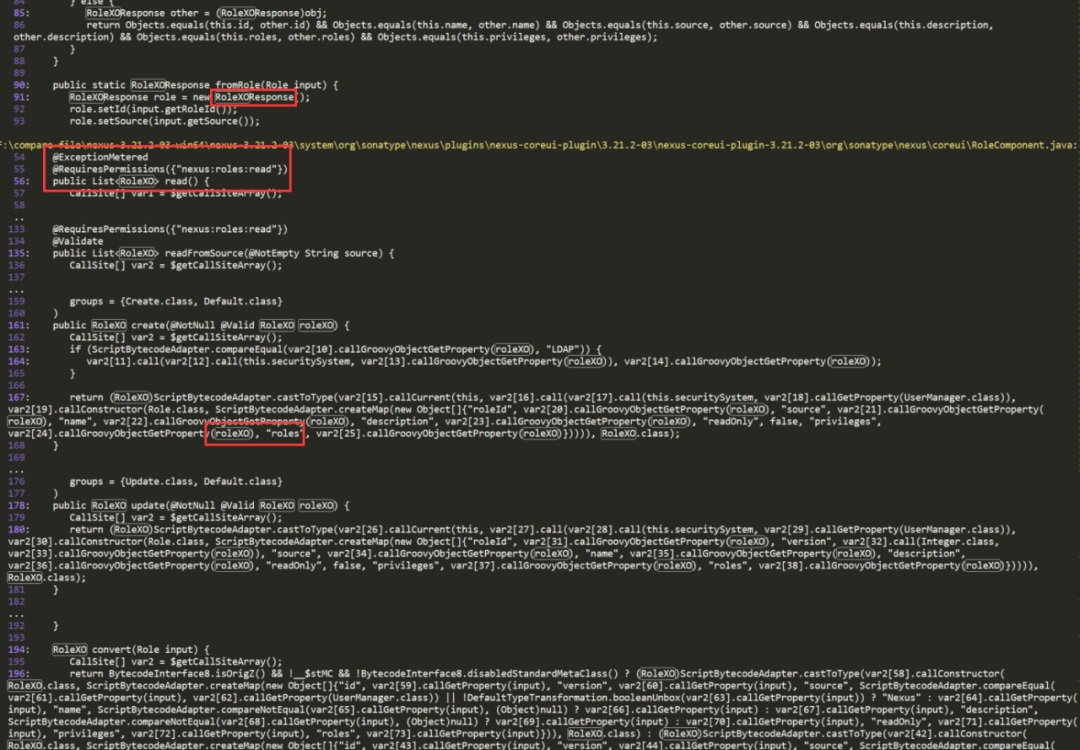 84 } else {
85: RoleXOResponse other = (RoleXOResponse)obj;
86 return Objects.equals(this.id, other.id) && Objects.equals(this.name, other.name) && Objects.equals(this.source, other.source) && Objects.equals(this.description,
other.description) && Objects.equals(this.roles, other.roles) && Objects.equals(this.privileges, other.privileges);
87 }
88 }
89
90: public static RoleXOResponse fromRole(Role input) {
91: RoleXOResponse role = new RoleXOResponse();
92 role.setId(input.getRoleId());
93 role.setSource(input.getSource());
F:\compare_file\nexus-3.21.2-03-win64\nexus-3.21.2-03\system\org\sonatype\nexus\plugins\nexus-coreui-plugin\3.21.2-03\nexus-coreui-plugin-3.21.2-03\org\sonatype\nexus\coreui\RoleComponent.java:
54 @ExceptionMetered
55 @RequiresPermissions({"nexus:roles:read"})
56: public List<RoleXO> read() {
57 CallSite[] var1 = $getCallSiteArray();
58
..
133 @RequiresPermissions({"nexus:roles:read"})
134 @Validate
135: public List<RoleXO> readFromSource(@NotEmpty String source) {
136 CallSite[] var2 = $getCallSiteArray();
137
...
159 groups = {Create.class, Default.class}
160 )
161: public RoleXO create(@NotNull @Valid RoleXO roleXO) {
162 CallSite[] var2 = $getCallSiteArray();
163: if (ScriptBytecodeAdapter.compareEqual(var2[10].callGroovyObjectGetProperty(roleXO), "LDAP")) {
164: var2[11].call(var2[12].call(this.securitySystem, var2[13].callGroovyObjectGetProperty(roleXO)), var2[14].callGroovyObjectGetProperty(roleXO));
165 }
166
167: return (RoleXO)ScriptBytecodeAdapter.castToType(var2[15].callCurrent(this, var2[16].call(var2[17].call(this.securitySystem, var2[18].callGetProperty(UserManager.class)),
var2[19].callConstructor(Role.class, ScriptBytecodeAdapter.createMap(new Object[]{"roleId", var2[20].callGroovyObjectGetProperty(roleXO), "source", var2[21].callGroovyObjectGetProperty(
roleXO), "name", var2[22].callGroovyObjectGetProperty(roleXO), "description", var2[23].callGroovyObjectGetProperty(roleXO), "readOnly", false, "privileges",
var2[24].callGroovyObjectGetProperty(roleXO), "roles", var2[25].callGroovyObjectGetProperty(roleXO)})))), RoleXO.class);
168 }
169
...
176 groups = {Update.class, Default.class}
177 )
178: public RoleXO update(@NotNull @Valid RoleXO roleXO) {
179 CallSite[] var2 = $getCallSiteArray();
180: return (RoleXO)ScriptBytecodeAdapter.castToType(var2[26].callCurrent(this, var2[27].call(var2[28].call(this.securitySystem, var2[29].callGetProperty(UserManager.class)),
var2[30].callConstructor(Role.class, ScriptBytecodeAdapter.createMap(new Object[]{"roleId", var2[31].callGroovyObjectGetProperty(roleXO), "version", var2[32].call(Integer.class,
var2[33].callGroovyObjectGetProperty(roleXO)), "source", var2[34].callGroovyObjectGetProperty(roleXO), "name", var2[35].callGroovyObjectGetProperty(roleXO), "description",
var2[36].callGroovyObjectGetProperty(roleXO), "readOnly", false, "privileges", var2[37].callGroovyObjectGetProperty(roleXO), "roles", var2[38].callGroovyObjectGetProperty(roleXO)})))),
RoleXO.class);
181 }
182
...
192 }
193
194: RoleXO convert(Role input) {
195 CallSite[] var2 = $getCallSiteArray();
196: return BytecodeInterface8.isOrigZ() && !__$stMC && !BytecodeInterface8.disabledStandardMetaClass() ? (RoleXO)ScriptBytecodeAdapter.castToType(var2[58].callConstructor(
RoleXO.class, ScriptBytecodeAdapter.createMap(new Object[]{"id", var2[59].callGetProperty(input), "version", var2[60].callGetProperty(input), "source", ScriptBytecodeAdapter.compareEqual(
var2[61].callGetProperty(input), var2[62].callGetProperty(UserManager.class)) || !DefaultTypeTransformation.booleanUnbox(var2[63].callGetProperty(input)) ? "Nexus" : var2[64].callGetProperty(
input), "name", ScriptBytecodeAdapter.compareNotEqual(var2[65].callGetProperty(input), (Object)null) ? var2[66].callGetProperty(input) : var2[67].callGetProperty(input), "description",
ScriptBytecodeAdapter.compareNotEqual(var2[68].callGetProperty(input), (Object)null) ? var2[69].callGetProperty(input) : var2[70].callGetProperty(input), "readOnly", var2[71].callGetProperty(
input), "privileges", var2[72].callGetProperty(input), "roles", var2[73].callGetProperty(input)})), RoleXO.class) : (RoleXO)ScriptBytecodeAdapter.castToType(var2[42].callConstructor(
RoleXO.class, ScriptBytecodeAdapter.createMap(new Object[]{"id", var2[43].callGetProperty(input), "version", var2[44].callGetProperty(input), "source", ScriptBytecodeAdapter.compareEqual(